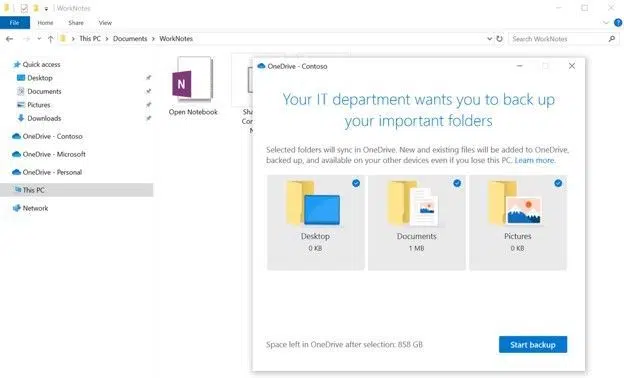 WorkNotes
File
Home
Share
View
This PC
Documents
WorkNotes
Search WorkNotes
Quick access
Desktop
Documents
Pictures
Downloads
OneDrive - Contoso
OneDrive - Microsoft
OneDrive - Personal
This PC
Network
N
Open Notebook
OneDrive - Contoso
Your IT department wants you to back up
your important folders
Selected folders will sync in OneDrive. New and existing files will be added to OneDrive,
backed up, and available on your other devices even if you lose this PC. Learn more.
Desktop
0 KB
Documents
1 MB
Pictures
0 KB
Space left in OneDrive after selection: 858 GB
Start backup